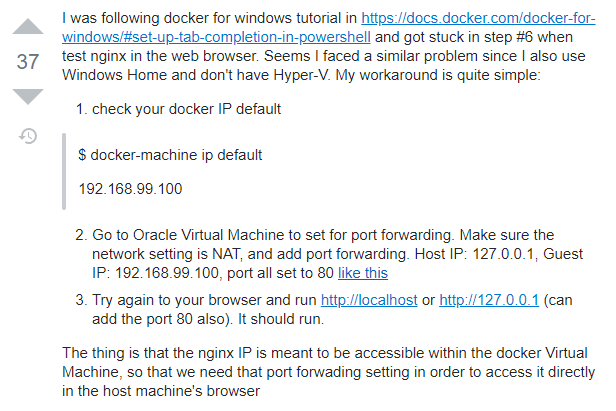 I was following docker for windows tutorial in https://docs.docker.com/docker-for-
windows/#set-up-tab-completion-in-powershell and got stuck in step #6 when
test nginx in the web browser. Seems I faced a similar problem since I also use
Windows Home and don't have Hyper-V. My workaround is quite simple:
37
1. check your docker IP default
$ docker-machine ip default
192.168.99.100
2. Go to Oracle Virtual Machine to set for port forwarding. Make sure the
network setting is NAT, and add port forwarding. Host IP: 127.0.0.1, Guest
IP: 192.168.99.100, port all set to 80 like this
3. Try again to your browser and run http://localhost or http://127.0.0.1 (can
add the port 80 also). It should run.
The thing is that the nginx IP is meant to be accessible within the docker Virtual
Machine, so that we need that port forwading setting in order to access it directly
in the host machine's browser